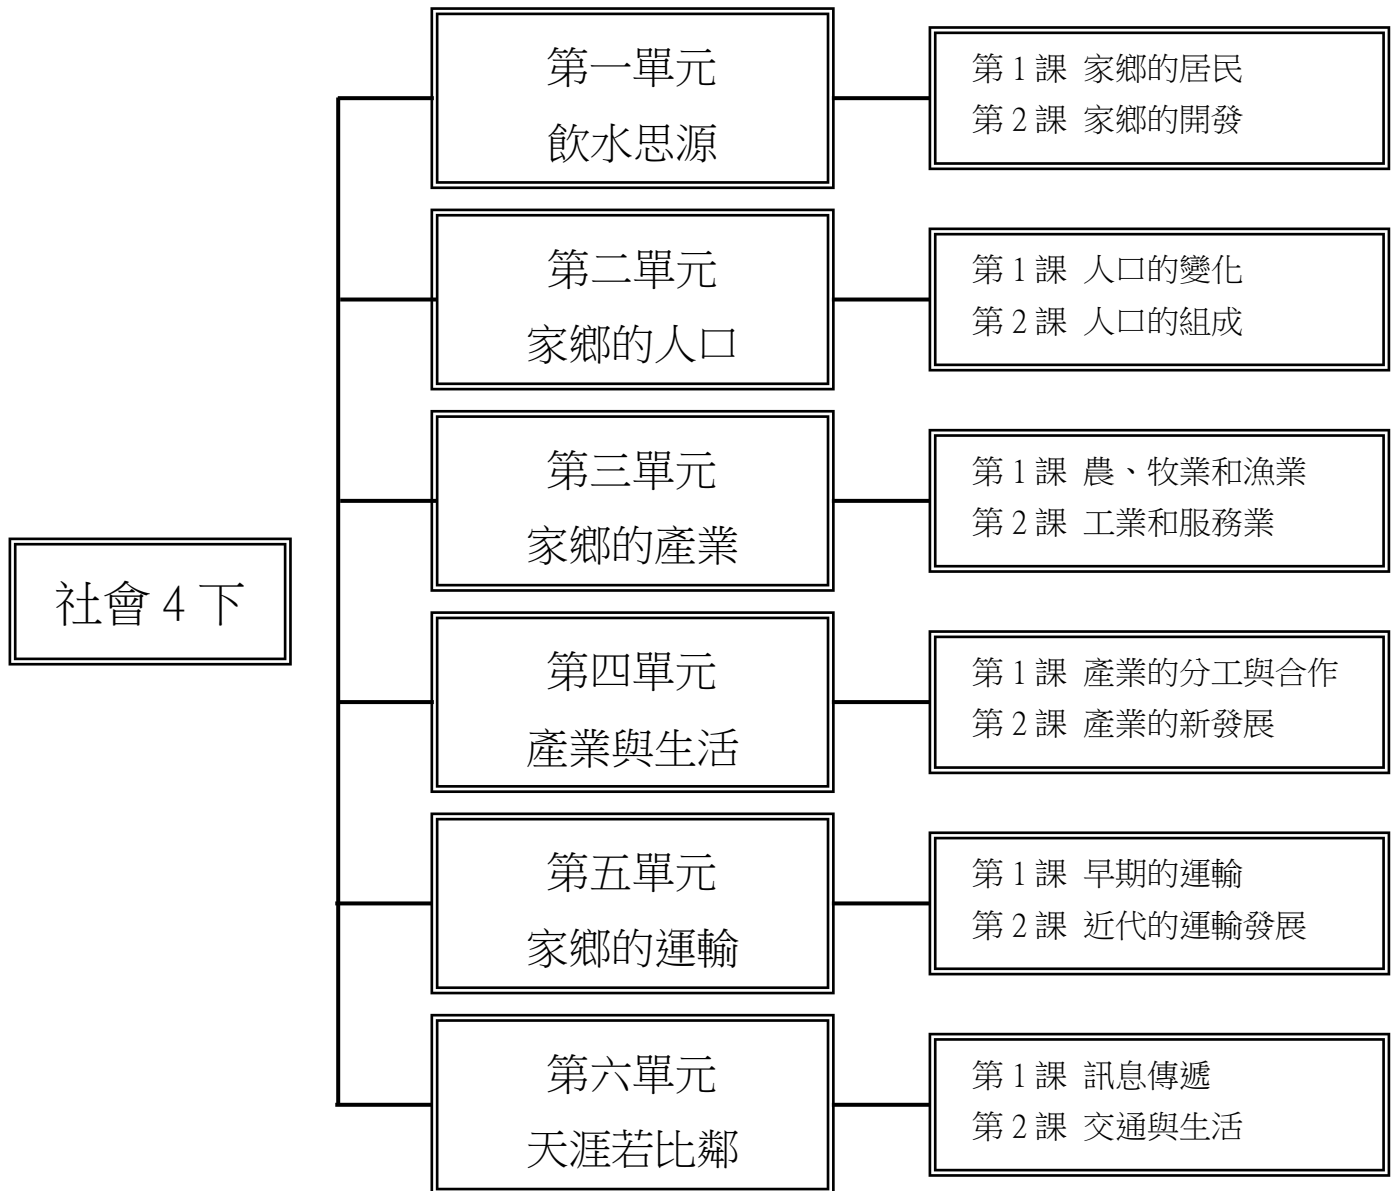 社會 4 下
第一單元
飲水思源
第 1 課 家鄉的居民
第 2 課 家鄉的開發
第二單元
家鄉的人口
第 1 課 人口的變化
第 2 課 人口的組成
第三單元
家鄉的產業
第 1 課 農、牧業和漁業
第 2 課 工業和服務業
第四單元
產業與生活
第 1 課 產業的分工與合作
第 2 課 產業的新發展
第五單元
家鄉的運輸
第 1 課 早期的運輸
第 2 課 近代的運輸發展
第六單元
天涯若比鄰
第 1 課 訊息傳遞
第 2 課 交通與生活